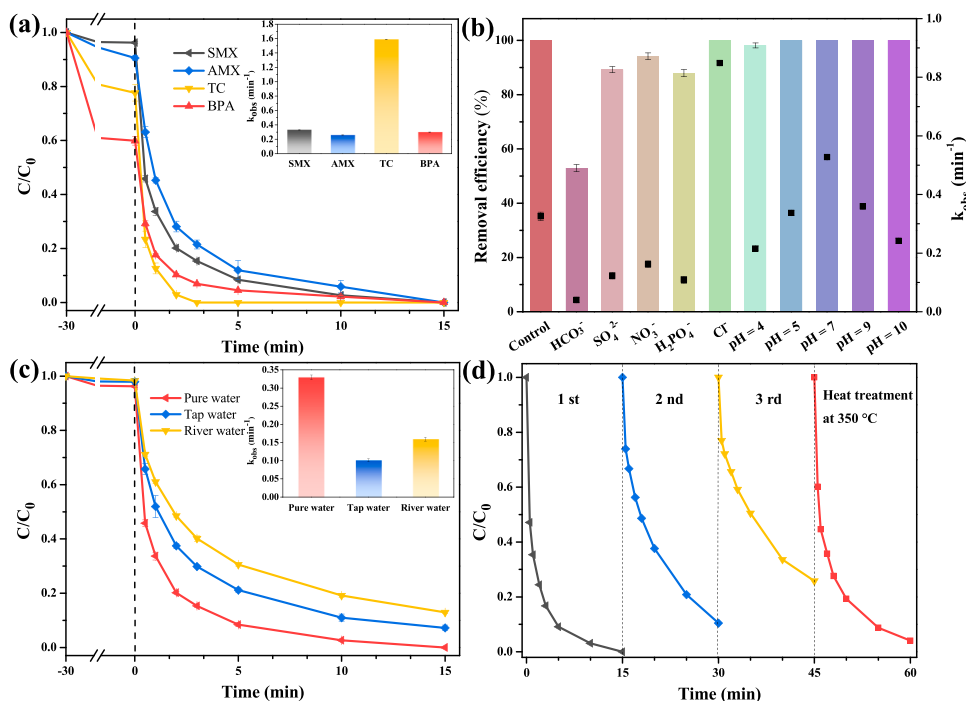 (a)
C/C0
1.0
0.8
0.6
0.4
0.2
0.0
-30
0
5
10
15
Time (min)
SMX
AMX
TC
BPA
kobs (min-1)
1.8
1.6
1.4
1.2
1.0
0.8
0.6
0.4
0.2
0.0
SMX AMX TC BPA
(b)
Removal efficiency (%)
100
80
60
40
20
0
1.0
0.8
0.6
0.4
0.2
0.0
kobs (min-1)
Control
HCO3-
SO42-
NO3-
H2PO4-
Cl-
pH = 4
pH = 5
pH = 7
pH = 9
pH = 10
(c)
C/C0
1.0
0.8
0.6
0.4
0.2
0.0
-30
0
5
10
15
Time (min)
Pure water
Tap water
River water
kobs (min-1)
0.35
0.30
0.25
0.20
0.15
0.10
0.05
0.00
Pure water Tap water River water
(d)
C/C0
1.0
0.8
0.6
0.4
0.2
0.0
1 st
2 nd
3 rd
Heat treatment
at 350 °C
0
15
30
45
60
Time (min)